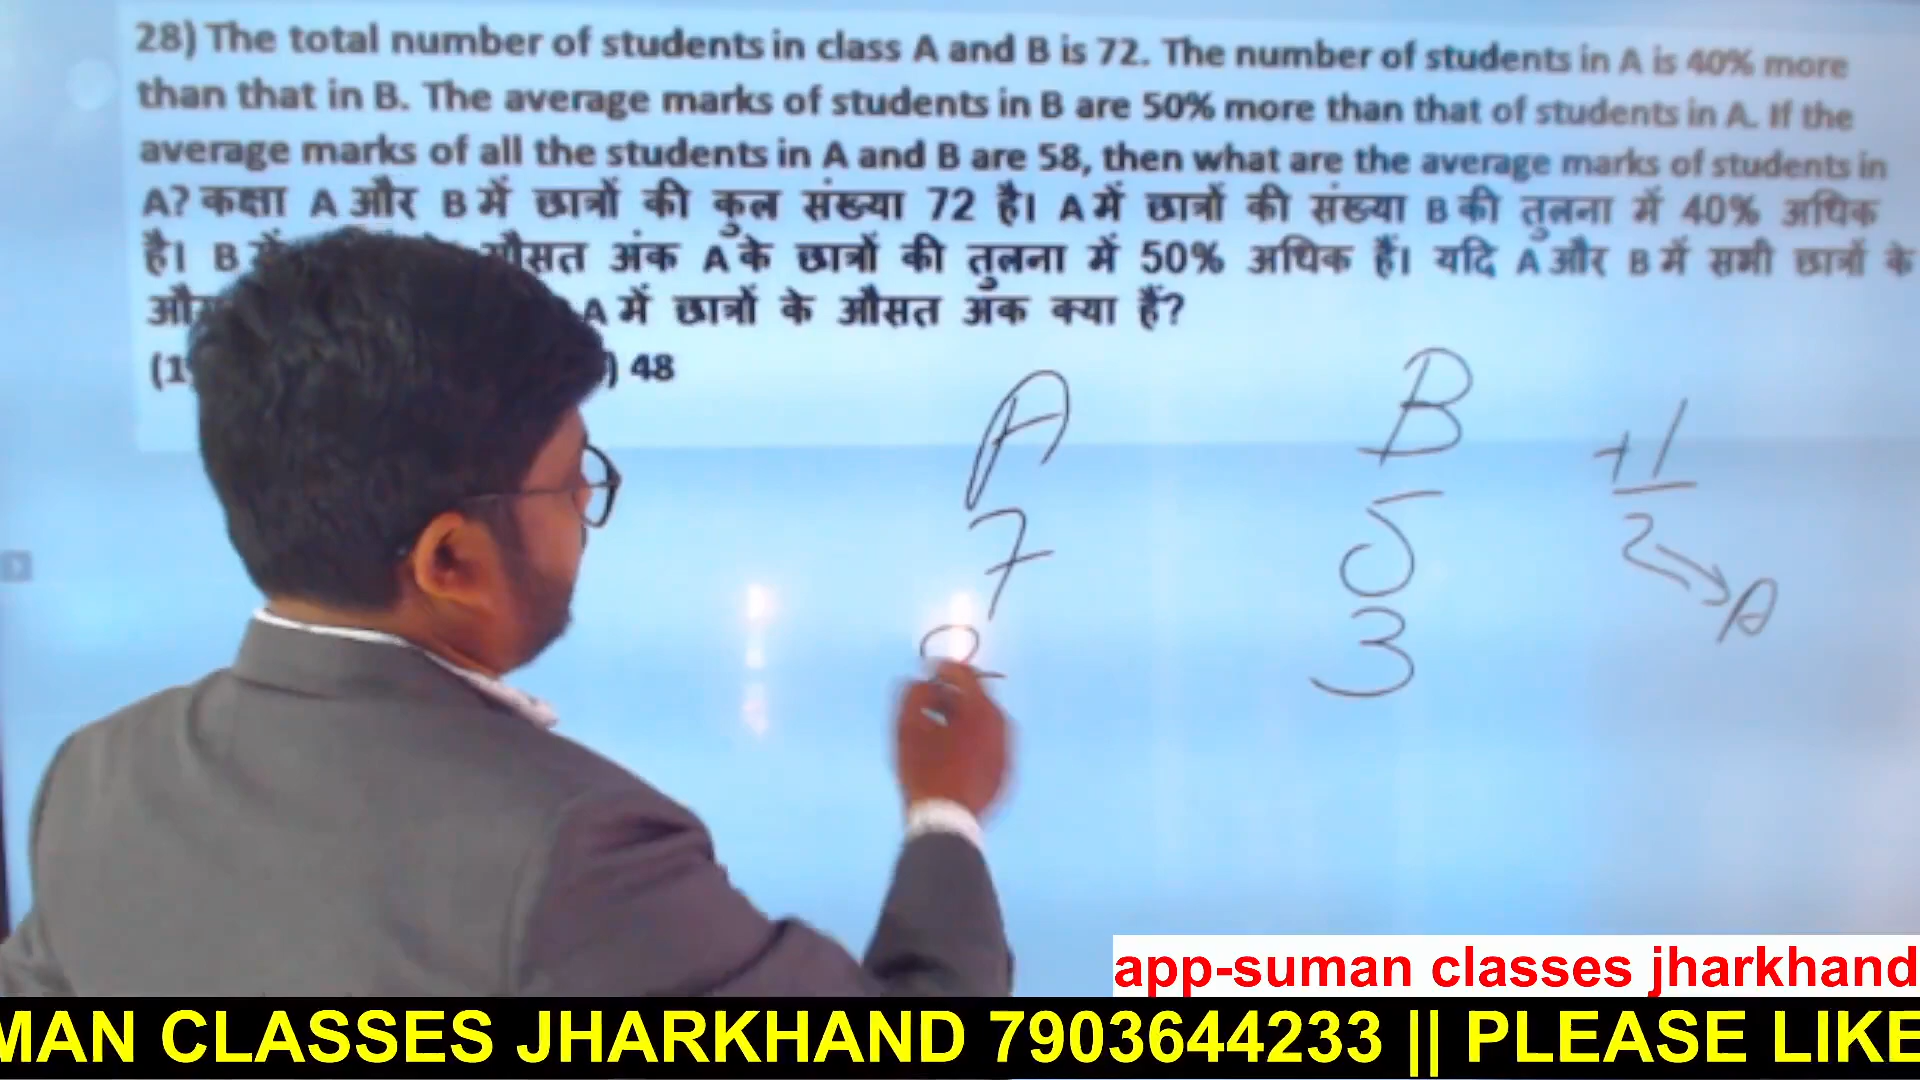 28) The total number of students in class A and B is 72. The number of students in A is 40% more
than that in B. The average marks of students in B are 50% more than that of students in A. If the
average marks of all the students in A and B are 58, then what are the average marks of students in
A? कक्षा A और B में छात्रों की कुल संख्या 72 है। A में छात्रों की संख्या B की तुलना में 40% अधिक
है। B औसत अंक A के छात्रों की तुलना में 50% अधिक हैं। यदि A और B में सभी छात्रों के
A में छात्रों के औसत अंक क्या हैं?
(1 ) 48
A B +1
7 5 2 A
2 3
app-suman classes jharkhand
MAN CLASSES JHARKHAND 7903644233 || PLEASE LIKE